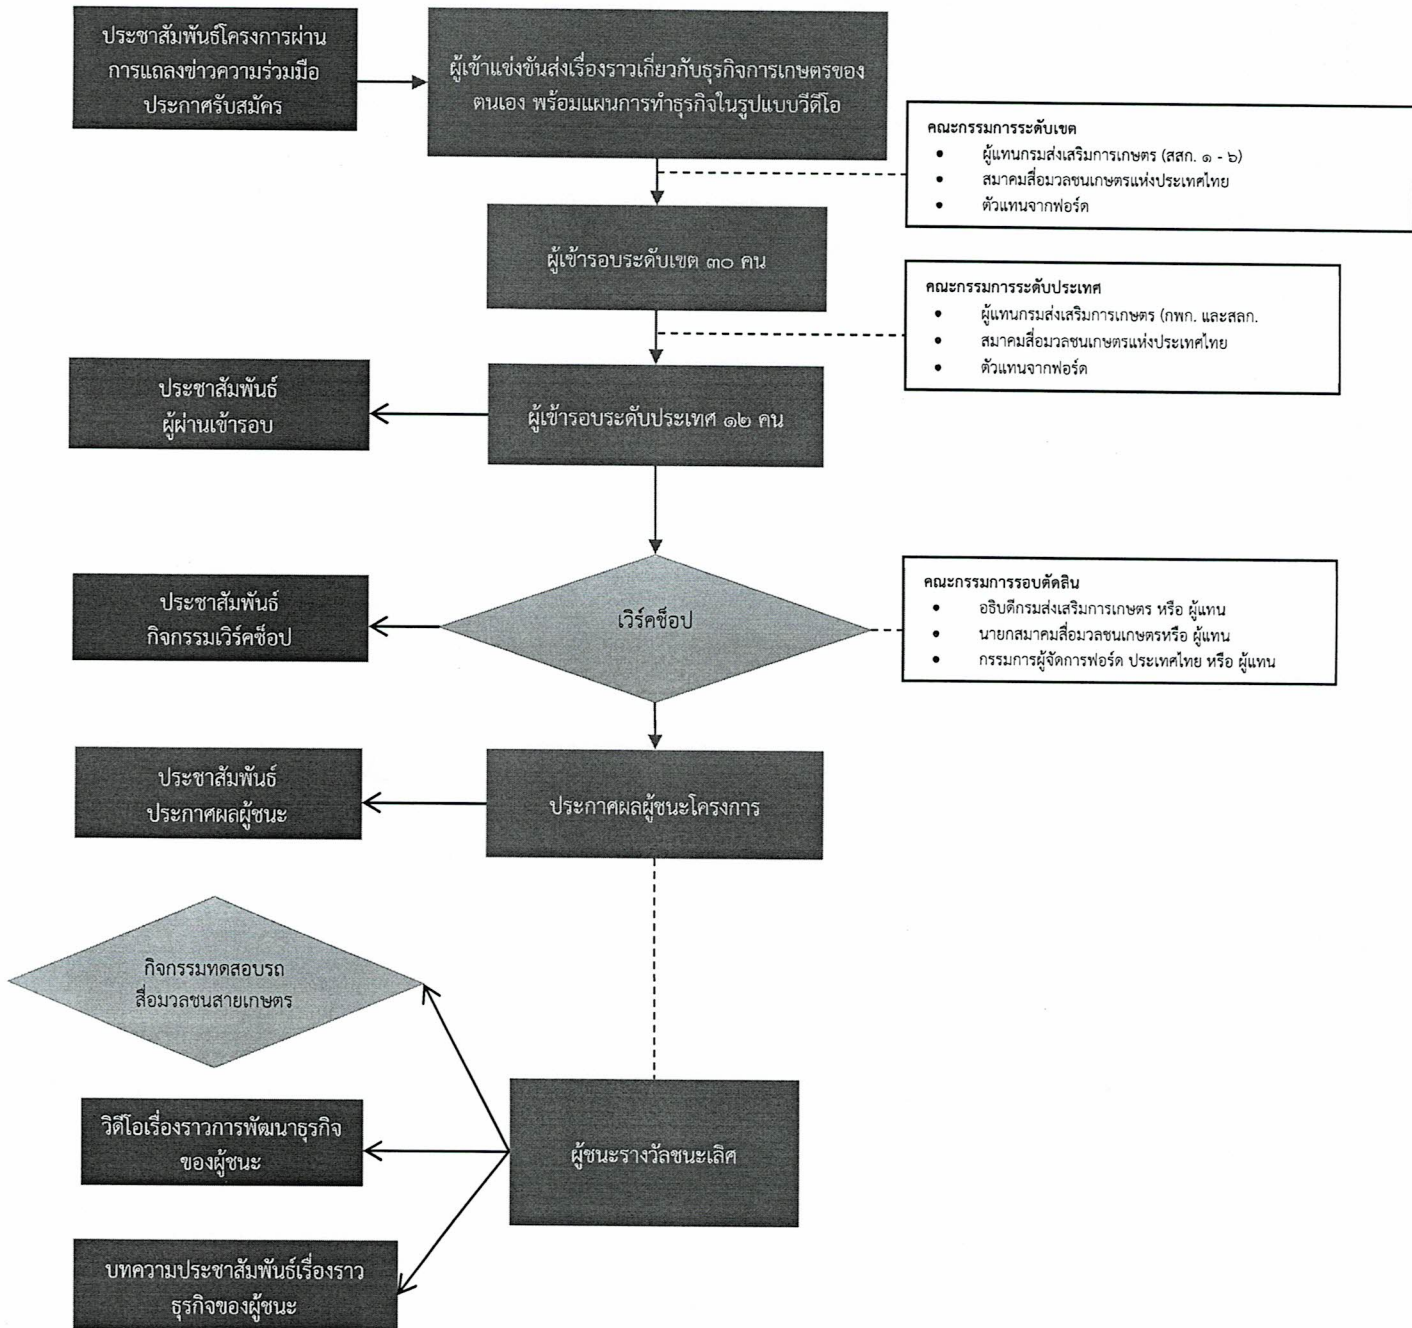 ประชาสัมพันธ์โครงการผ่าน
การแถลงข่าวความร่วมมือ
ประกาศรับสมัคร
ผู้เข้าแข่งขันส่งเรื่องราวเกี่ยวกับธุรกิจการเกษตรของ
ตนเอง พร้อมแผนการทำธุรกิจในรูปแบบวีดีโอ
คณะกรรมการระดับเขต
• ผู้แทนกรมส่งเสริมการเกษตร (สสก. ๑ - ๖)
• สมาคมสื่อมวลชนเกษตรแห่งประเทศไทย
• ตัวแทนจากฟอร์ด
ผู้เข้ารอบระดับเขต ๓๐ คน
คณะกรรมการระดับประเทศ
• ผู้แทนกรมส่งเสริมการเกษตร (กพก. และสลก.
• สมาคมสื่อมวลชนเกษตรแห่งประเทศไทย
• ตัวแทนจากฟอร์ด
ประชาสัมพันธ์
ผู้ผ่านเข้ารอบ
ผู้เข้ารอบระดับประเทศ ๑๒ คน
ประชาสัมพันธ์
กิจกรรมเวิร์คช็อป
เวิร์คช็อป
คณะกรรมการรอบตัดสิน
• อธิบดีกรมส่งเสริมการเกษตร หรือ ผู้แทน
• นายกสมาคมสื่อมวลชนเกษตรหรือ ผู้แทน
• กรรมการผู้จัดการฟอร์ด ประเทศไทย หรือ ผู้แทน
ประชาสัมพันธ์
ประกาศผลผู้ชนะ
ประกาศผลผู้ชนะโครงการ
กิจกรรมทดสอบรถ
สื่อมวลชนสายเกษตร
วิดีโอเรื่องราวการพัฒนาธุรกิจ
ของผู้ชนะ
ผู้ชนะรางวัลชนะเลิศ
บทความประชาสัมพันธ์เรื่องราว
ธุรกิจของผู้ชนะ